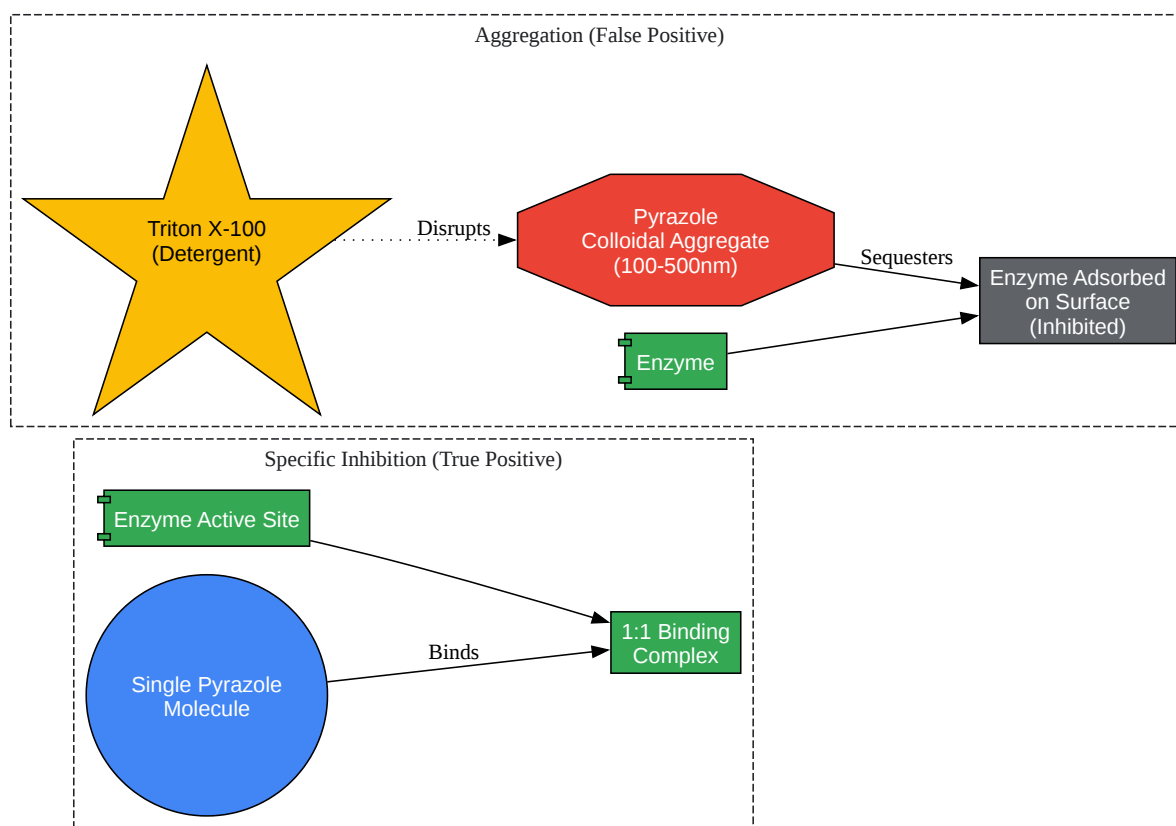 Aggregation (False Positive)
Triton X-100
(Detergent)
Disrupts
Pyrazole
Colloidal Aggregate
(100-500nm)
Sequesters
Enzyme Adsorbed
on Surface
(Inhibited)
Enzyme
Specific Inhibition (True Positive)
Enzyme Active Site
Single Pyrazole
Molecule
Binds
1:1 Binding
Complex